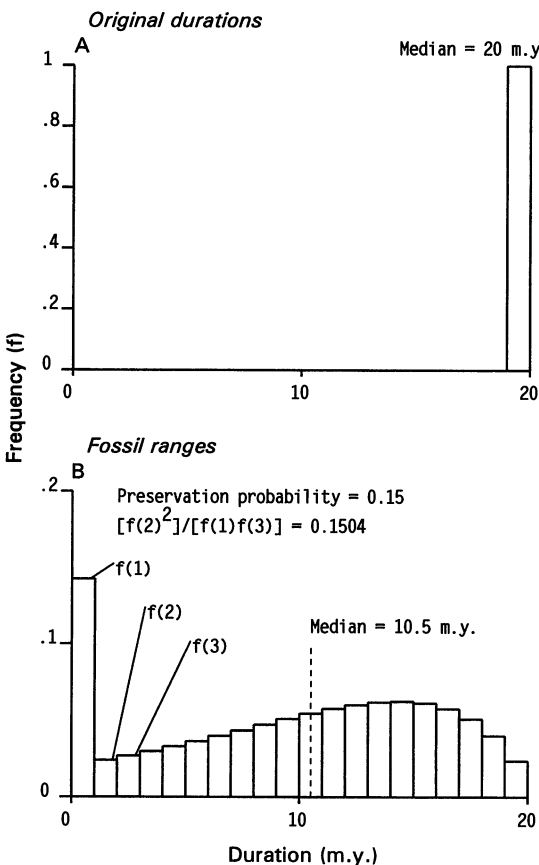 Original durations
A
Median = 20 m.y
1
.8
.6
.4
.2
0
0 10 20
Frequency (f)
Fossil ranges
B
.2
Preservation probability = 0.15
[f(2)²]/[f(1)f(3)] = 0.1504
f(1)
f(2)
f(3)
Median = 10.5 m.y.
.1
0
0 10 20
Duration (m.y.)